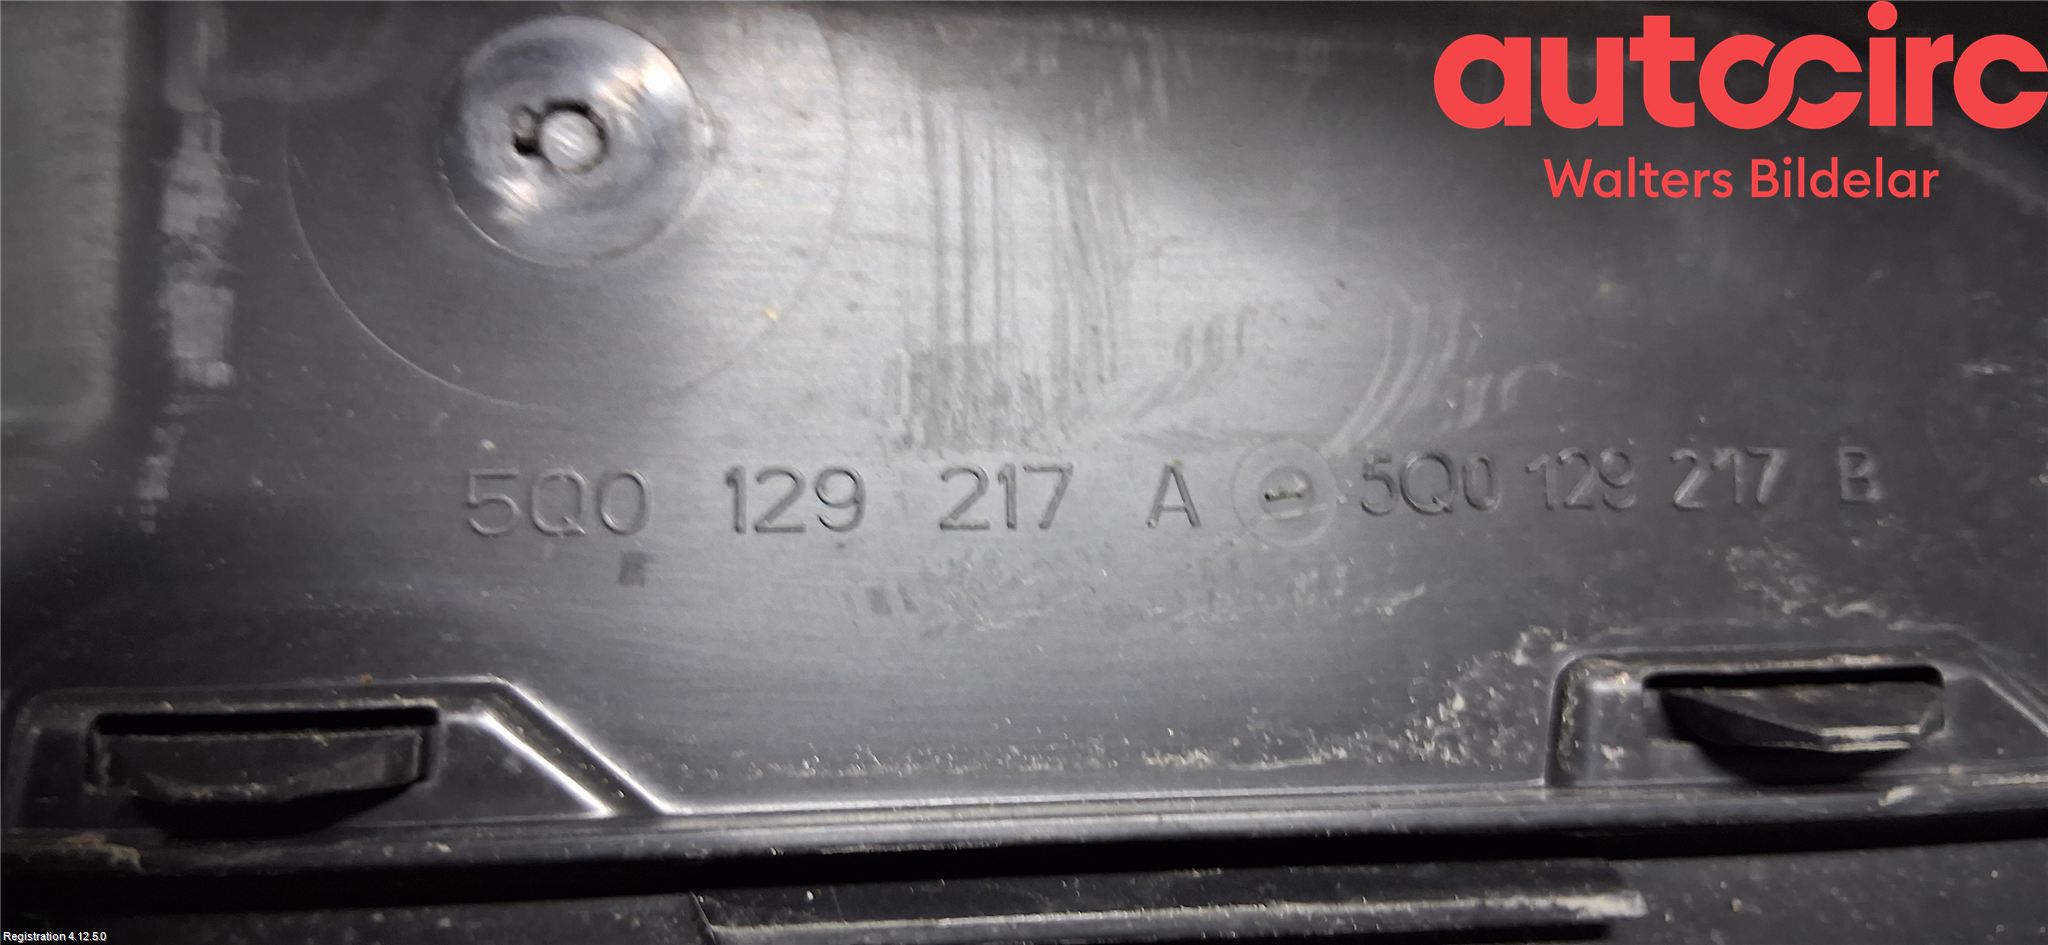 autocirc
Walters Bildelar
5Q0 129 217 A 5Q0 129 217 B
Registration 4.12.5.0